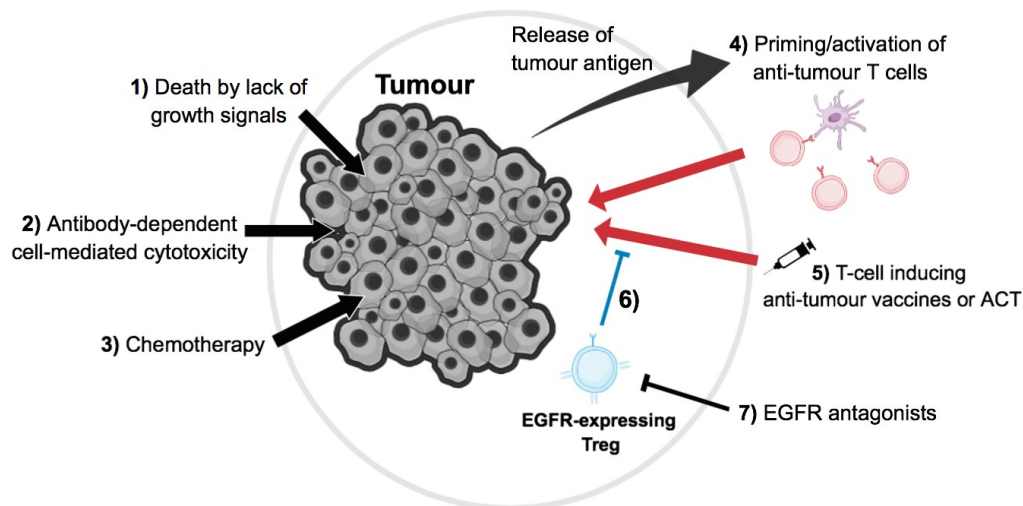 Release of
tumour antigen
4) Priming/activation of
anti-tumour T cells
Tumour
1) Death by lack of
growth signals
2) Antibody-dependent
cell-mediated cytotoxicity
3) Chemotherapy
5) T-cell inducing
anti-tumour vaccines or ACT
6)
EGFR-expressing
Treg
7) EGFR antagonists